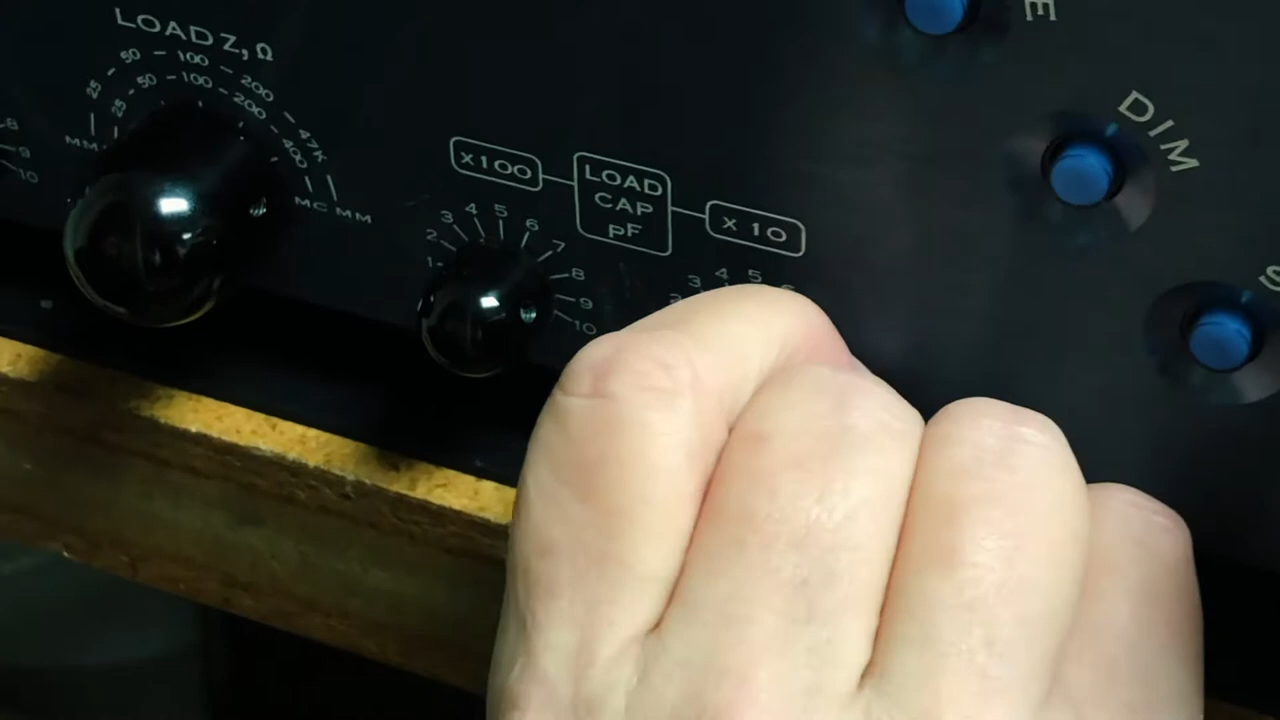 LOAD Z, Ω
25 - 50 - 100 - 200 - 47K
25 - 50 - 100 - 200 - 400
MM MC MM
8
9
10
X100
LOAD
CAP
pF
X 10
1 2 3 4 5 6 7 8 9 10
2 3 4 5
E
DIM
S